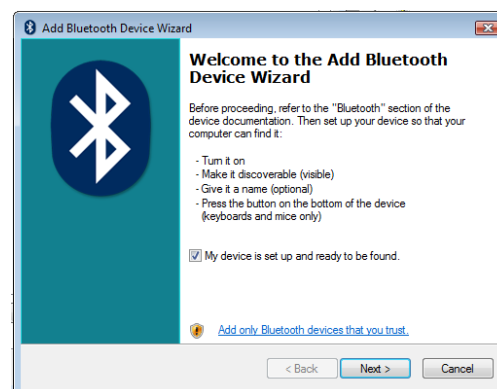 Add Bluetooth Device Wizard
Welcome to the Add Bluetooth
Device Wizard
Before proceeding, refer to the "Bluetooth" section of the
device documentation. Then set up your device so that your
computer can find it:
- Turn it on
- Make it discoverable (visible)
- Give it a name (optional)
- Press the button on the bottom of the device
(keyboards and mice only)
My device is set up and ready to be found.
Add only Bluetooth devices that you trust.
< Back
Next >
Cancel